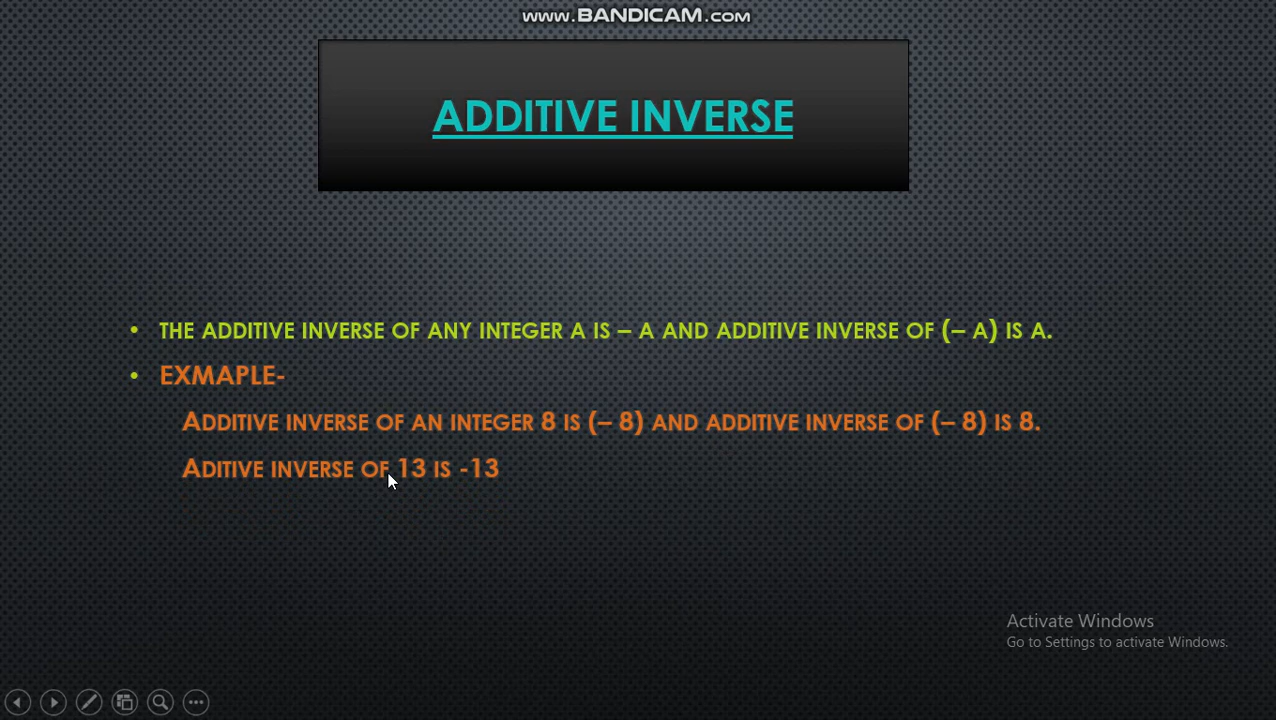 www.BANDICAM.com
ADDITIVE INVERSE
• THE ADDITIVE INVERSE OF ANY INTEGER A IS – A AND ADDITIVE INVERSE OF (– A) IS A.
• EXMAPLE-
ADDITIVE INVERSE OF AN INTEGER 8 IS (– 8) AND ADDITIVE INVERSE OF (– 8) IS 8.
ADITIVE INVERSE OF 13 IS -13
Activate Windows
Go to Settings to activate Windows.